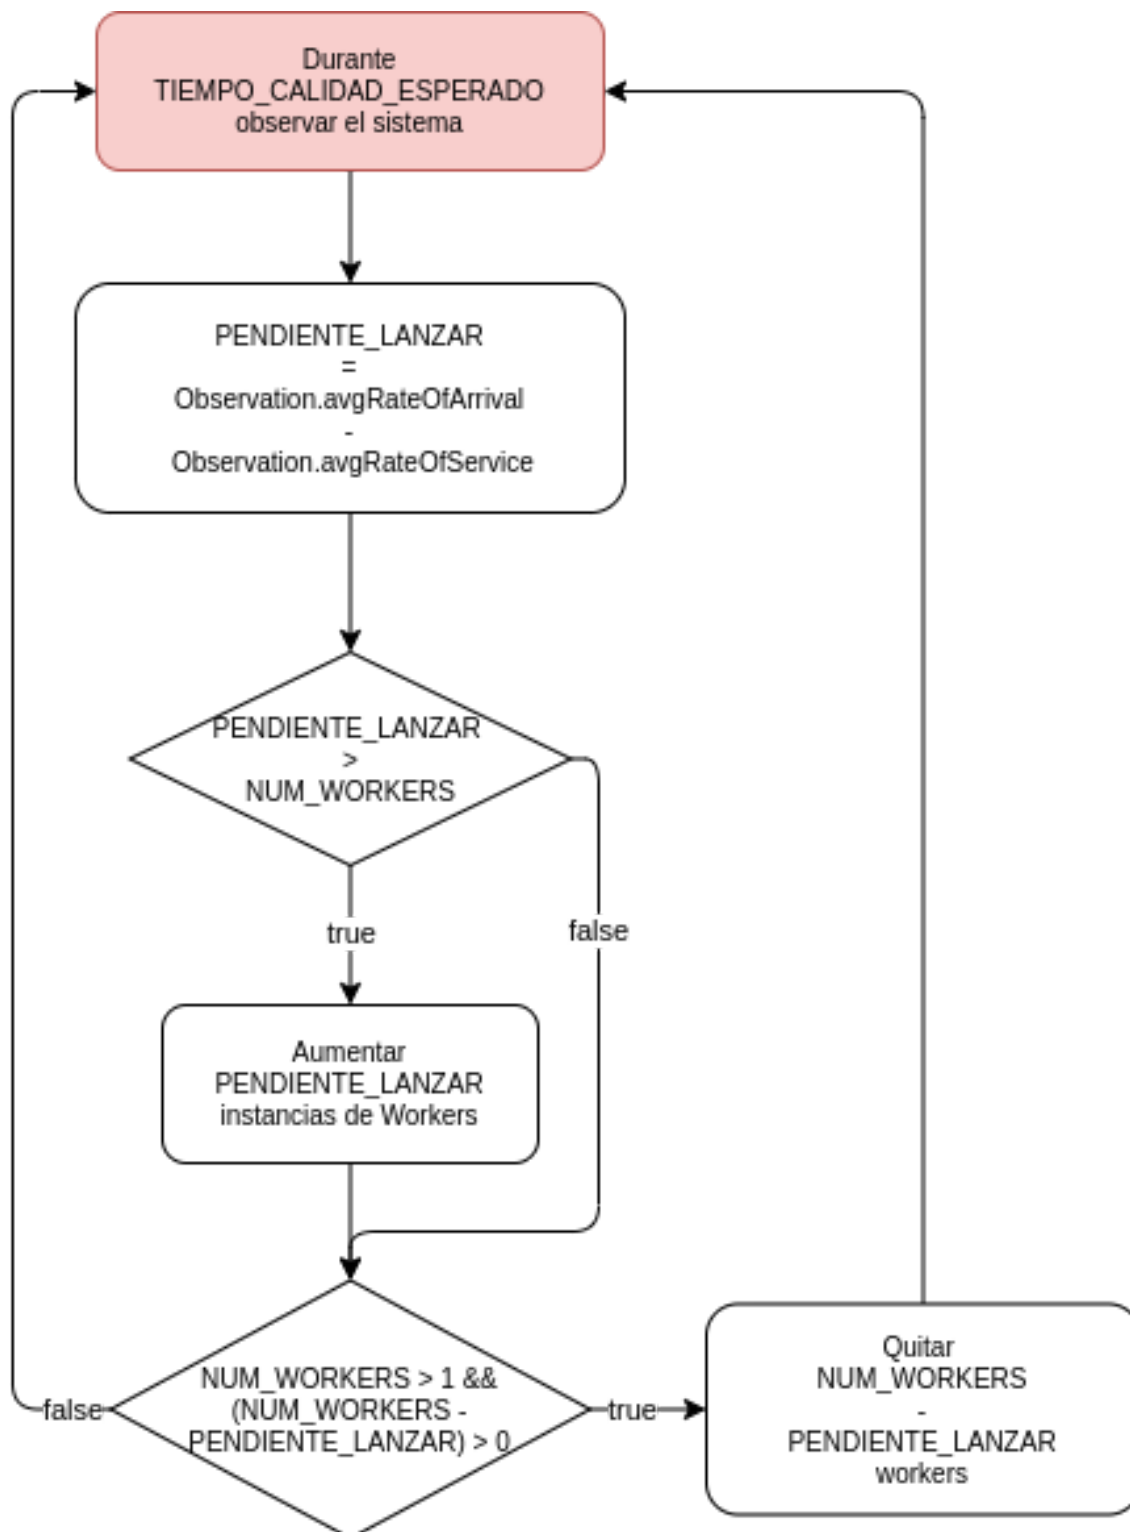 Durante
TIEMPO_CALIDAD_ESPERADO
observar el sistema
PENDIENTE_LANZAR
=
Observation.avgRateOfArrival
-
Observation.avgRateOfService
PENDIENTE_LANZAR
>
NUM_WORKERS
true
false
Aumentar
PENDIENTE_LANZAR
instancias de Workers
NUM_WORKERS > 1 &&
(NUM_WORKERS -
PENDIENTE_LANZAR) > 0
false
true
Quitar
NUM_WORKERS
-
PENDIENTE_LANZAR
workers